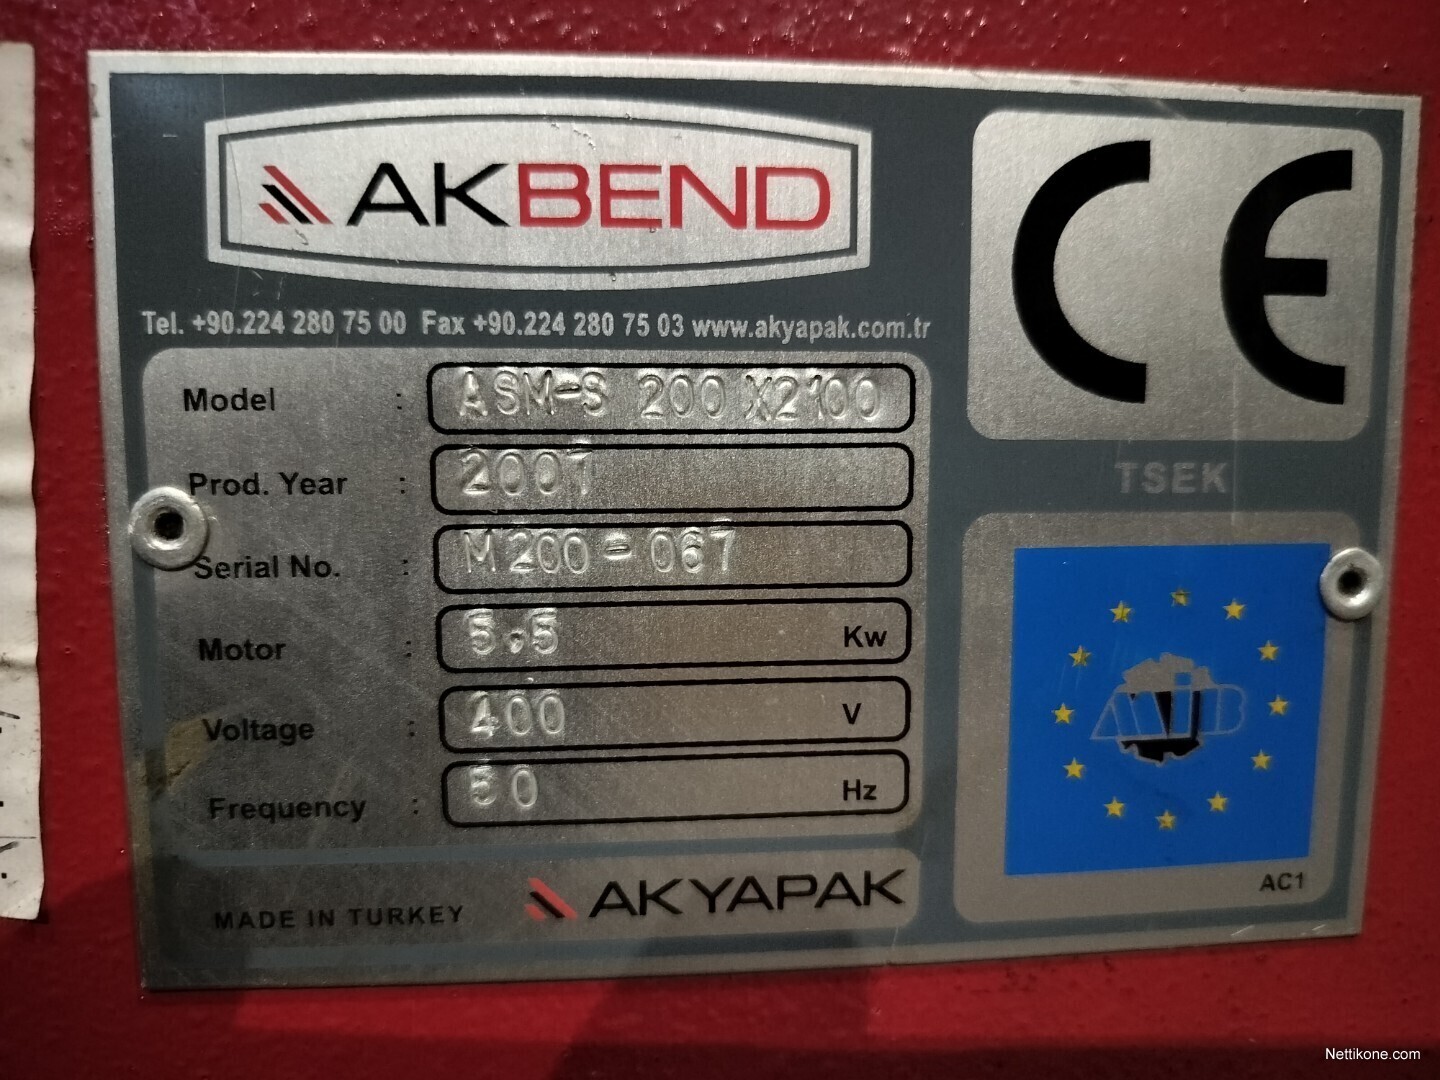 AKBEND
CE
Tel. +90.224 280 75 00 Fax +90.224 280 75 03 www.akyapak.com.tr
Model : ASM-S 200 X2100
Prod. Year : 2007
Serial No. : M200-067
Motor : 5,5 Kw
Voltage : 400 V
Frequency : 50 Hz
TSEK
AMB
AC1
MADE IN TURKEY AKYAPAK
Nettikone.com